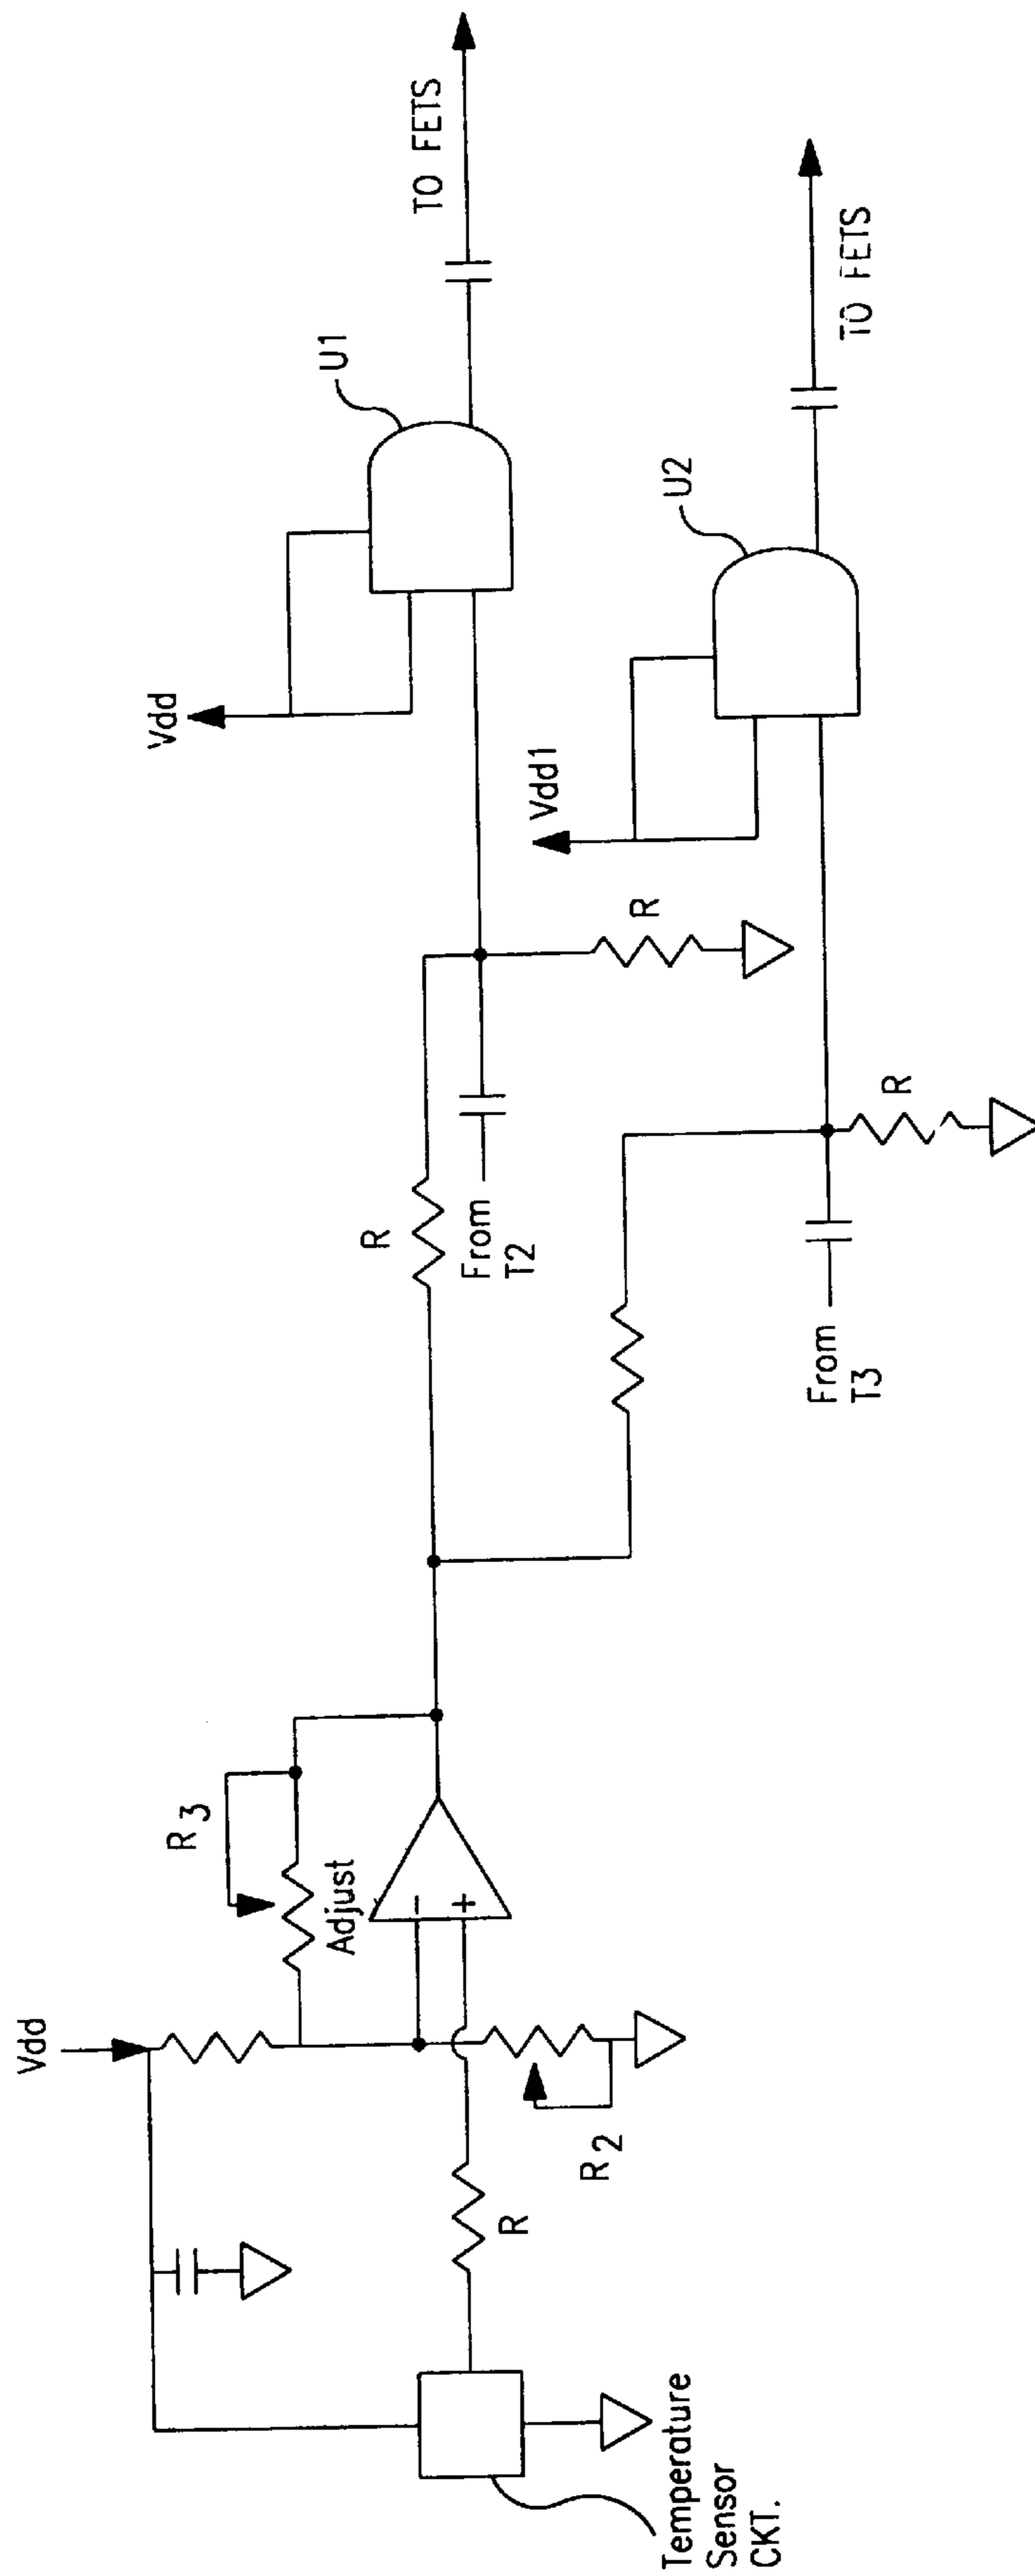 Vdd
R3
Adjust
−
+
R2
R
Temperature
Sensor
CKT.
R
From
T2
R
Vdd
U1
TO FETS
From
T3
R
Vdd1
U2
TO FETS